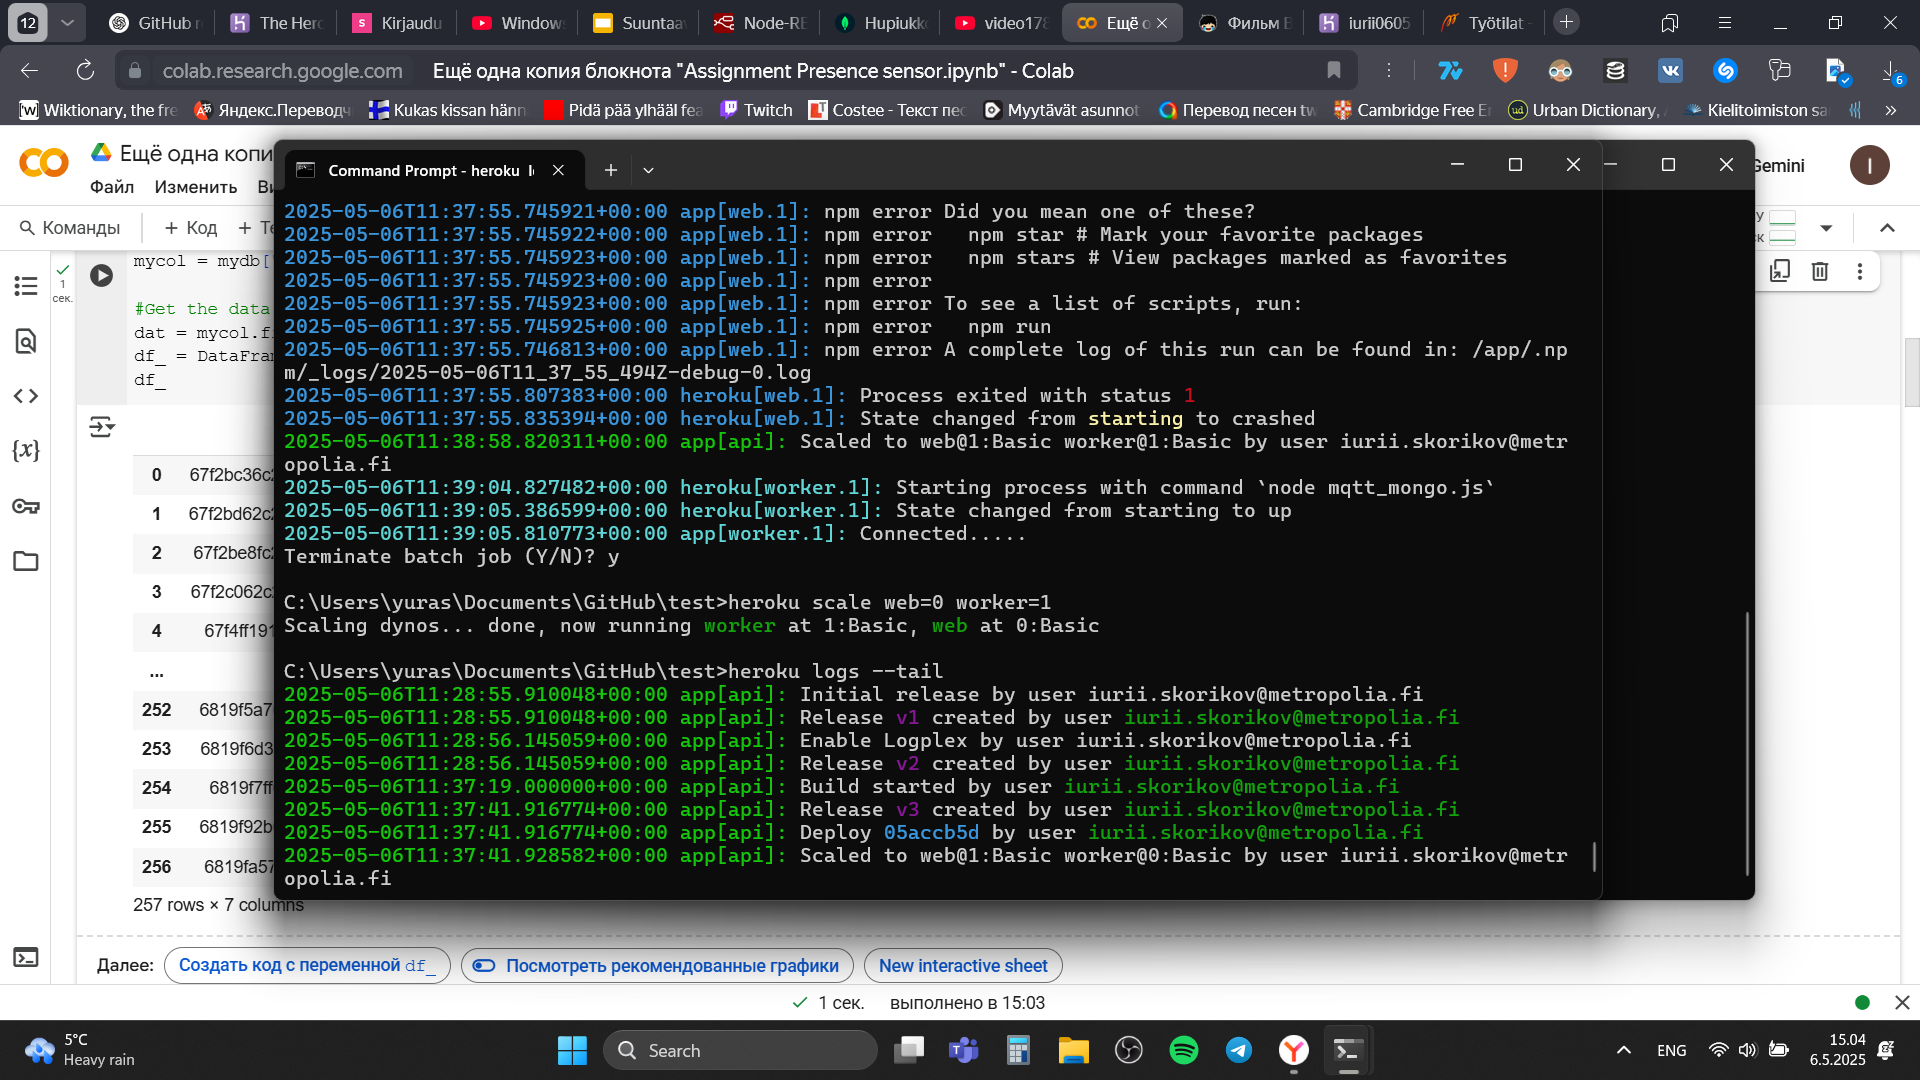 12
GitHub r
The Her
Kirjaudu
Window
Suuntaa
Node-RE
Hupiukk
video178
Ещё о
Фильм Б
iurii0605
Työtilat -
colab.research.google.com
Ещё одна копия блокнота "Assignment Presence sensor.ipynb" - Colab
6
Wiktionary, the fre
Яндекс.Переводч
Kukas kissan hänn
Pidä pää ylhääl fea
Twitch
Costee - Текст пес
Myytävät asunnot
Перевод песен tw
Cambridge Free E
Urban Dictionary,
Kielitoimiston sa
»
Ещё одна копи
Файл Изменить Ви
Gemini
I
Команды
+ Код
+ Те
1
сек.
mycol = mydb[
#Get the data
dat = mycol.f
df_ = DataFra
df_
0 67f2bc36c
1 67f2bd62c
2 67f2be8fc
3 67f2c062c
4 67f4ff191
...
252 6819f5a7
253 6819f6d3
254 6819f7ff
255 6819f92b
256 6819fa57
257 rows × 7 columns
Command Prompt - heroku l
2025-05-06T11:37:55.745921+00:00 app[web.1]: npm error Did you mean one of these?
2025-05-06T11:37:55.745922+00:00 app[web.1]: npm error   npm star # Mark your favorite packages
2025-05-06T11:37:55.745923+00:00 app[web.1]: npm error   npm stars # View packages marked as favorites
2025-05-06T11:37:55.745923+00:00 app[web.1]: npm error
2025-05-06T11:37:55.745923+00:00 app[web.1]: npm error To see a list of scripts, run:
2025-05-06T11:37:55.745925+00:00 app[web.1]: npm error   npm run
2025-05-06T11:37:55.746813+00:00 app[web.1]: npm error A complete log of this run can be found in: /app/.np
m/_logs/2025-05-06T11_37_55_494Z-debug-0.log
2025-05-06T11:37:55.807383+00:00 heroku[web.1]: Process exited with status 1
2025-05-06T11:37:55.835394+00:00 heroku[web.1]: State changed from starting to crashed
2025-05-06T11:38:58.820311+00:00 app[api]: Scaled to web@1:Basic worker@1:Basic by user iurii.skorikov@metr
opolia.fi
2025-05-06T11:39:04.827482+00:00 heroku[worker.1]: Starting process with command `node mqtt_mongo.js`
2025-05-06T11:39:05.386599+00:00 heroku[worker.1]: State changed from starting to up
2025-05-06T11:39:05.810773+00:00 app[worker.1]: Connected.....
Terminate batch job (Y/N)? y
C:\Users\yuras\Documents\GitHub\test>heroku scale web=0 worker=1
Scaling dynos... done, now running worker at 1:Basic, web at 0:Basic
C:\Users\yuras\Documents\GitHub\test>heroku logs --tail
2025-05-06T11:28:55.910048+00:00 app[api]: Initial release by user iurii.skorikov@metropolia.fi
2025-05-06T11:28:55.910048+00:00 app[api]: Release v1 created by user iurii.skorikov@metropolia.fi
2025-05-06T11:28:56.145059+00:00 app[api]: Enable Logplex by user iurii.skorikov@metropolia.fi
2025-05-06T11:28:56.145059+00:00 app[api]: Release v2 created by user iurii.skorikov@metropolia.fi
2025-05-06T11:37:19.000000+00:00 app[api]: Build started by user iurii.skorikov@metropolia.fi
2025-05-06T11:37:41.916774+00:00 app[api]: Release v3 created by user iurii.skorikov@metropolia.fi
2025-05-06T11:37:41.916774+00:00 app[api]: Deploy 05accb5d by user iurii.skorikov@metropolia.fi
2025-05-06T11:37:41.928582+00:00 app[api]: Scaled to web@1:Basic worker@0:Basic by user iurii.skorikov@metr
opolia.fi
Далее:
Создать код с переменной df_
Посмотреть рекомендованные графики
New interactive sheet
1 сек. выполнено в 15:03
5°C
Heavy rain
Search
ENG
15.04
6.5.2025